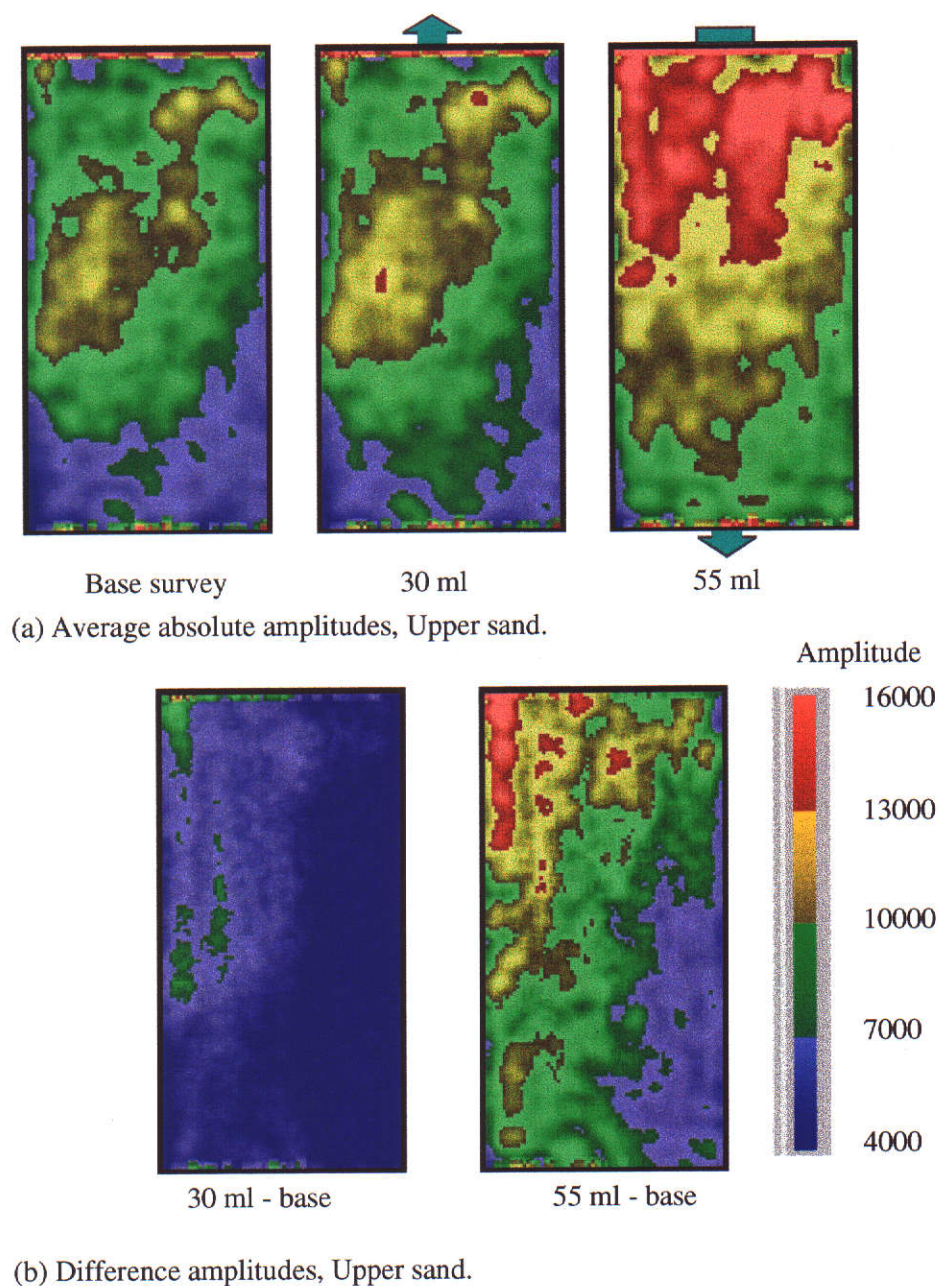 Base survey
30 ml
55 ml
(a) Average absolute amplitudes, Upper sand.
Amplitude
16000
13000
10000
7000
4000
30 ml - base
55 ml - base
(b) Difference amplitudes, Upper sand.